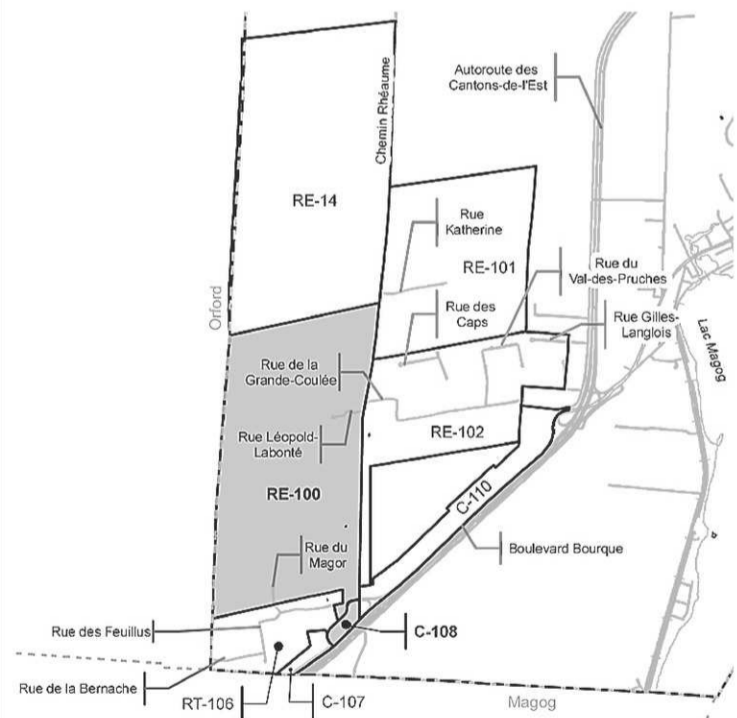 Autoroute des
Cantons-de-l'Est
Chemin Rhéaume
RE-14
Rue
Katherine
RE-101
Rue du
Val-des-Pruches
Orford
Rue des
Caps
Rue Gilles-
Langlois
Lac Magog
Rue de la
Grande-Coulée
Rue Léopold-
Labonté
RE-102
RE-100
C-110
Rue du
Magor
Boulevard Bourque
Rue des Feuillus
C-108
Rue de la Bernache
RT-106
C-107
Magog